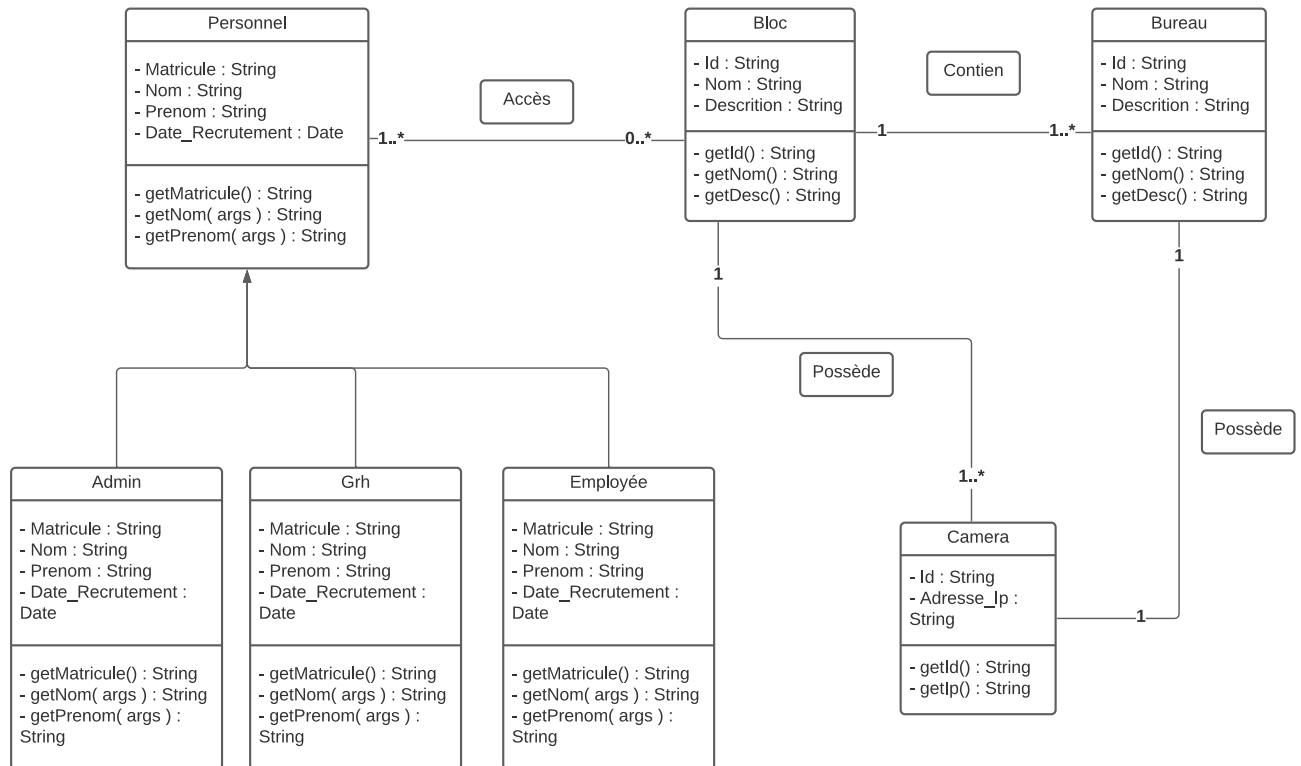 Personnel
- Matricule : String
- Nom : String
- Prenom : String
- Date_Recrutement : Date
- getMatricule() : String
- getNom( args ) : String
- getPrenom( args ) : String
1..*
Accès
0..*
Bloc
- Id : String
- Nom : String
- Descrition : String
- getId() : String
- getNom() : String
- getDesc() : String
1
Contien
1..*
Bureau
- Id : String
- Nom : String
- Descrition : String
- getId() : String
- getNom() : String
- getDesc() : String
1
1
Possède
Possède
1..*
1
Admin
- Matricule : String
- Nom : String
- Prenom : String
- Date_Recrutement :
Date
- getMatricule() : String
- getNom( args ) : String
- getPrenom( args ) :
String
Grh
- Matricule : String
- Nom : String
- Prenom : String
- Date_Recrutement :
Date
- getMatricule() : String
- getNom( args ) : String
- getPrenom( args ) :
String
Employée
- Matricule : String
- Nom : String
- Prenom : String
- Date_Recrutement :
Date
- getMatricule() : String
- getNom( args ) : String
- getPrenom( args ) :
String
Camera
- Id : String
- Adresse_Ip :
String
- getId() : String
- getIp() : String